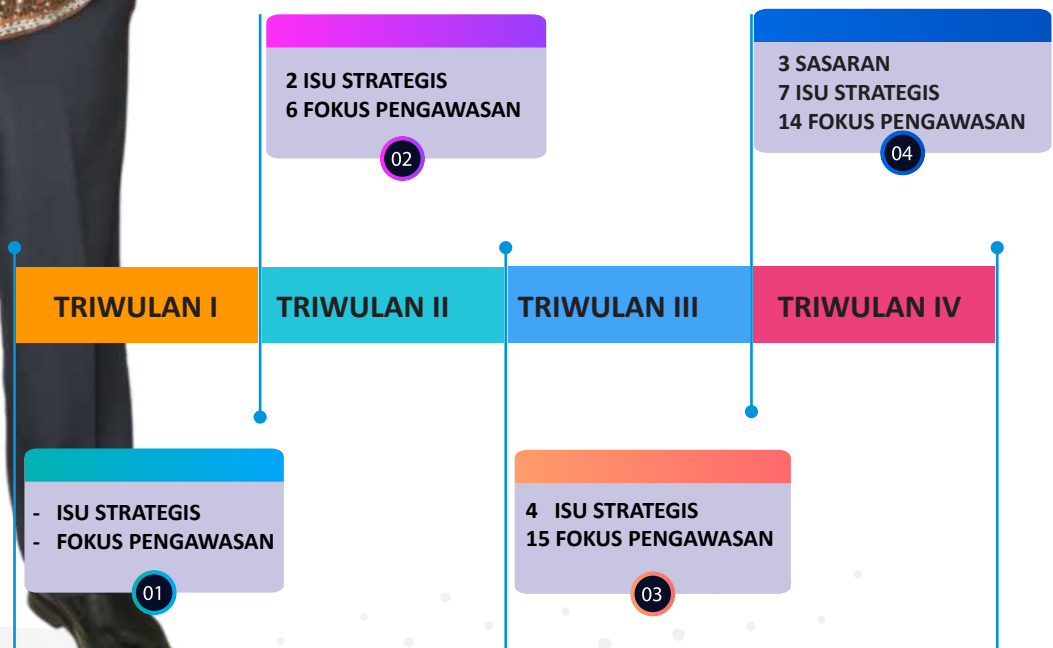 2 ISU STRATEGIS
6 FOKUS PENGAWASAN
02
3 SASARAN
7 ISU STRATEGIS
14 FOKUS PENGAWASAN
04
TRIWULAN I
TRIWULAN II
TRIWULAN III
TRIWULAN IV
- ISU STRATEGIS
- FOKUS PENGAWASAN
01
4 ISU STRATEGIS
15 FOKUS PENGAWASAN
03